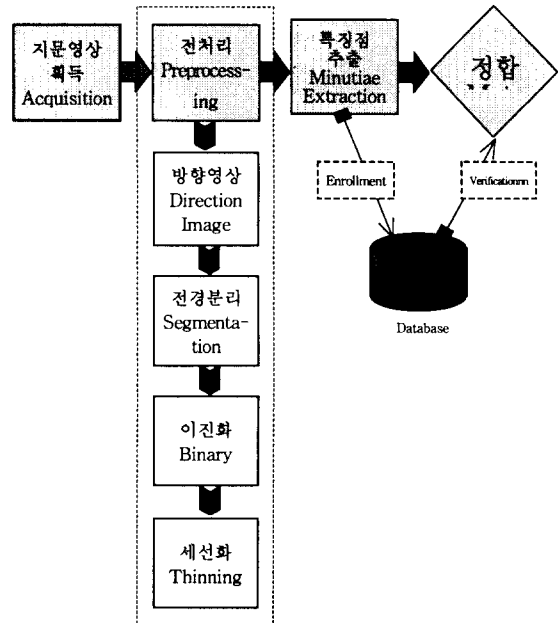 지문영상
획득
Acquisition
전처리
Preprocess-
ing
특징점
추출
Minutiae
Extraction
정합
방향영상
Direction
Image
Enrollment
Verificationrm
전경분리
Segmenta-
tion
Database
이진화
Binary
세선화
Thinning